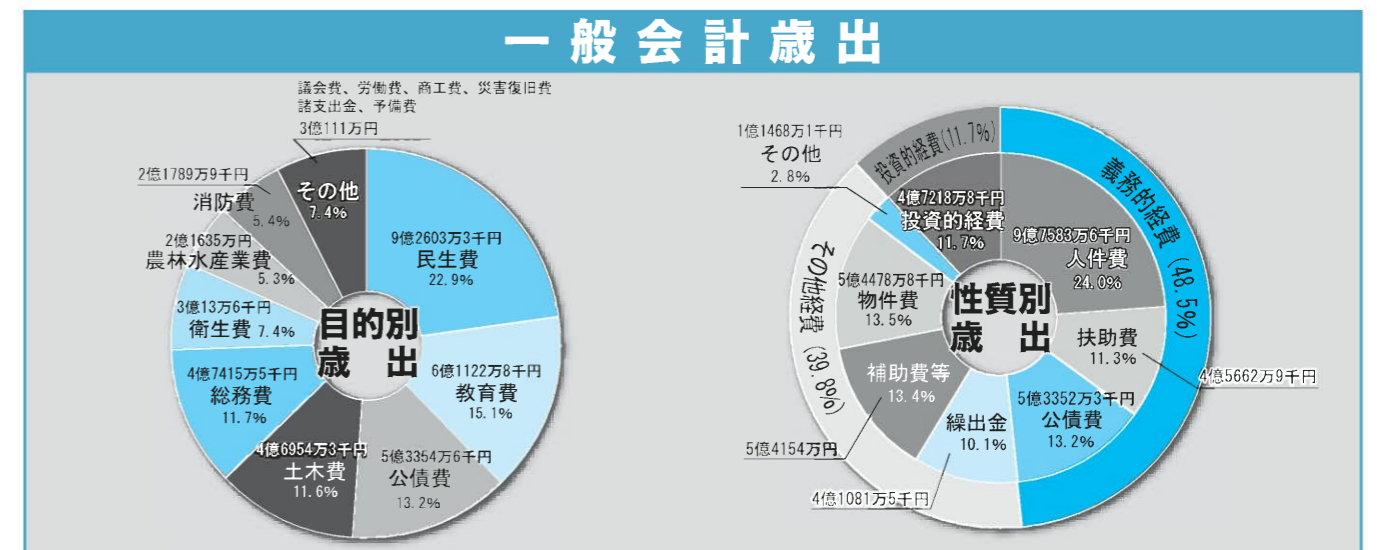 一般会計歳出
議会費、労働費、商工費、災害復旧費
諸支出金、予備費
3億111万円
その他
7.4%
2億1789万9千円
消防費
5.4%
2億1635万円
農林水産業費
5.3%
3億13万6千円
衛生費 7.4%
4億7415万5千円
総務費
11.7%
4億6954万3千円
土木費
11.6%
5億3354万6千円
公債費
13.2%
6億1122万8千円
教育費
15.1%
9億2603万3千円
民生費
22.9%
目的別
歳 出
1億1468万1千円
その他
2.8%
投資的経費(11.7%)
4億7218万8千円
投資的経費
11.7%
義務的経費(48.5%)
9億7583万6千円
人件費
24.0%
扶助費
11.3%
4億5662万9千円
5億3352万3千円
公債費
13.2%
繰出金
10.1%
4億1081万5千円
補助費等
13.4%
5億4154万円
5億4478万8千円
物件費
13.5%
その他経費(39.8%)
性質別
歳 出